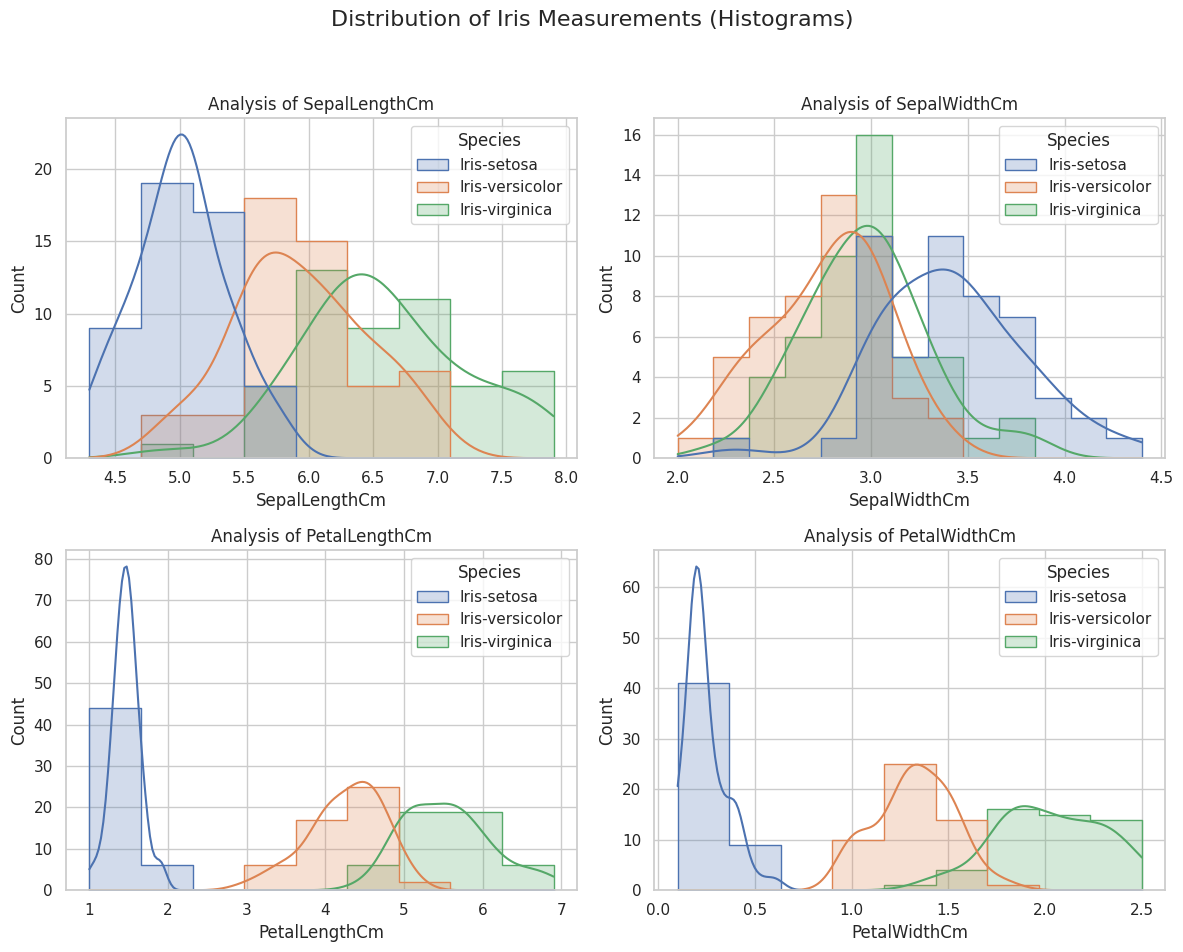 Distribution of Iris Measurements (Histograms)
Analysis of SepalLengthCm
Species
Iris-setosa
Iris-versicolor
Iris-virginica
Count
20
15
10
5
0
4.5 5.0 5.5 6.0 6.5 7.0 7.5 8.0
SepalLengthCm
Analysis of SepalWidthCm
Species
Iris-setosa
Iris-versicolor
Iris-virginica
Count
16
14
12
10
8
6
4
2
0
2.0 2.5 3.0 3.5 4.0 4.5
SepalWidthCm
Analysis of PetalLengthCm
Species
Iris-setosa
Iris-versicolor
Iris-virginica
Count
80
70
60
50
40
30
20
10
0
1 2 3 4 5 6 7
PetalLengthCm
Analysis of PetalWidthCm
Species
Iris-setosa
Iris-versicolor
Iris-virginica
Count
60
50
40
30
20
10
0
0.0 0.5 1.0 1.5 2.0 2.5
PetalWidthCm